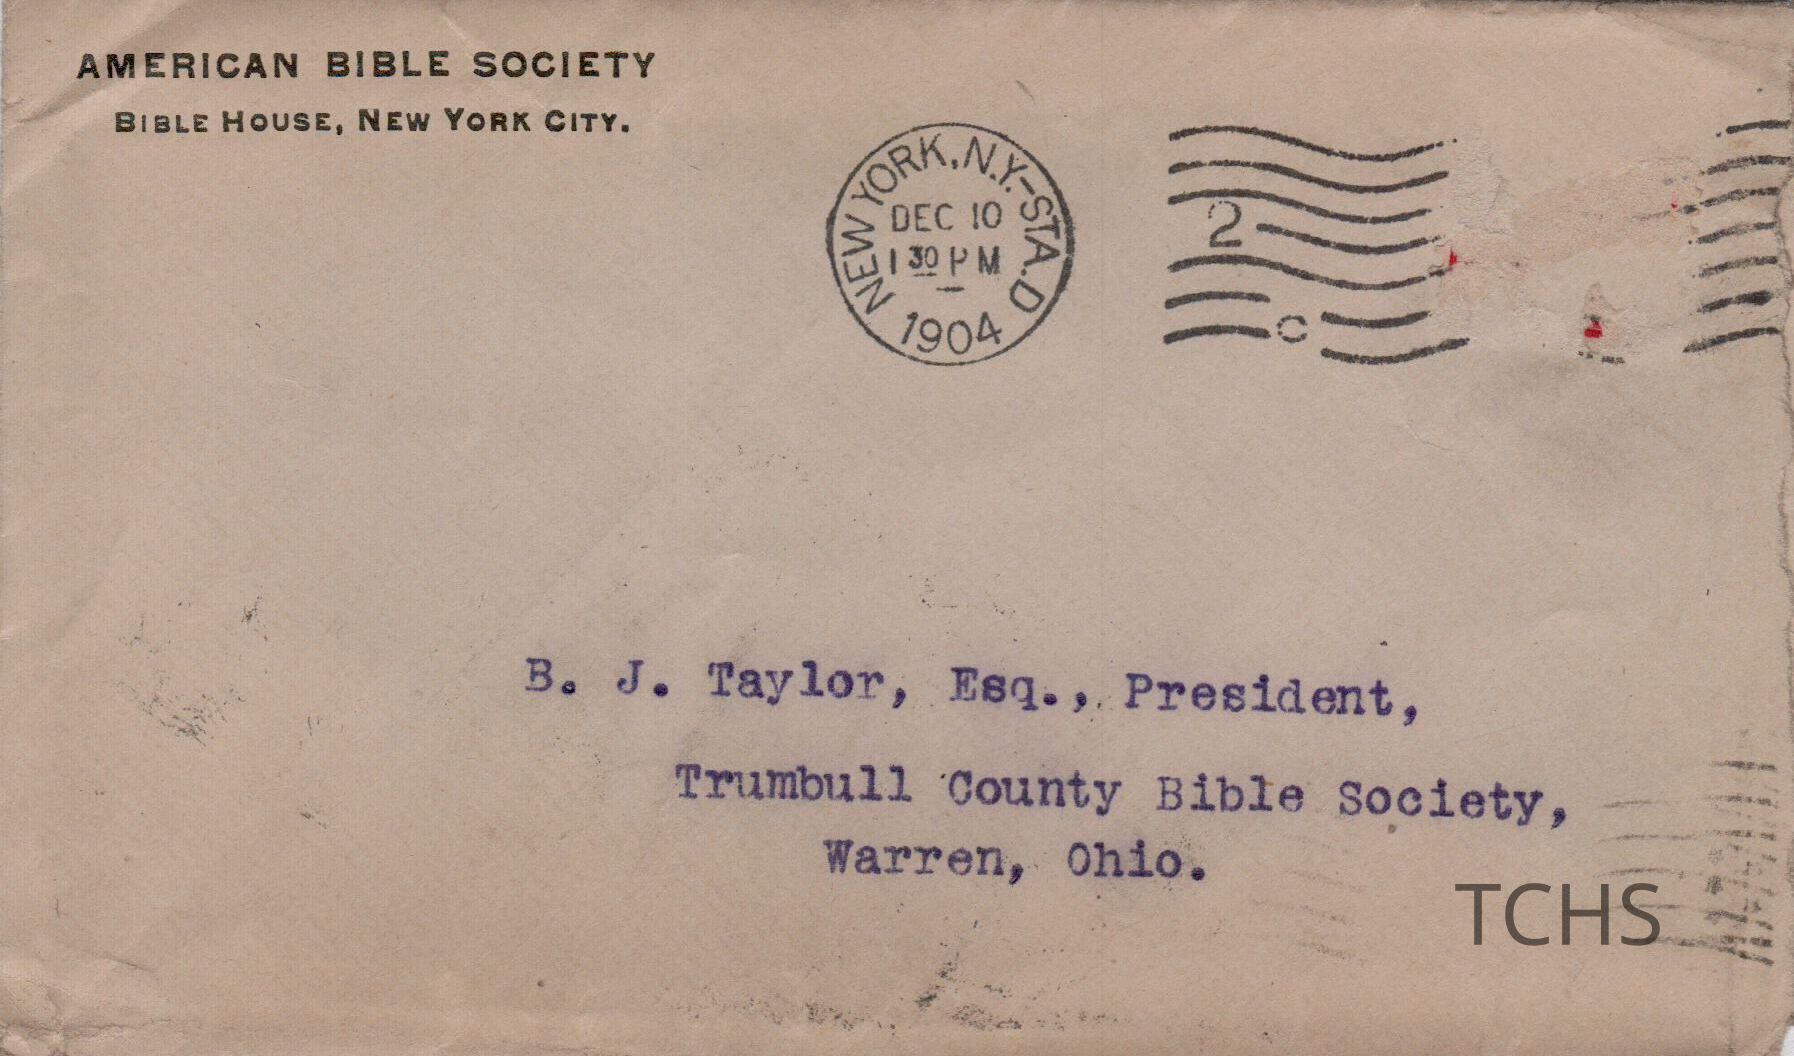 AMERICAN BIBLE SOCIETY
BIBLE HOUSE, NEW YORK CITY.
NEW YORK, N.Y.-STA. D
DEC 10
1 30 PM
1904
2
C
B. J. Taylor, Esq., President,
Trumbull County Bible Society,
Warren, Ohio.
TCHS